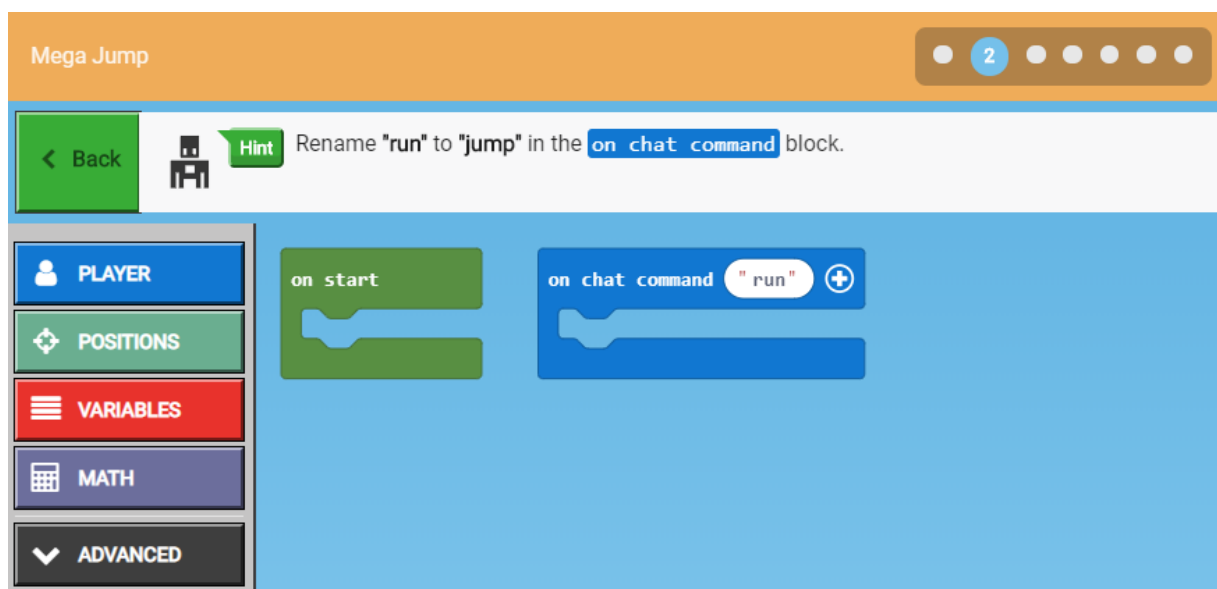 Mega Jump
2
Back
Hint
Rename "run" to "jump" in the on chat command block.
PLAYER
POSITIONS
VARIABLES
MATH
ADVANCED
on start
on chat command "run"